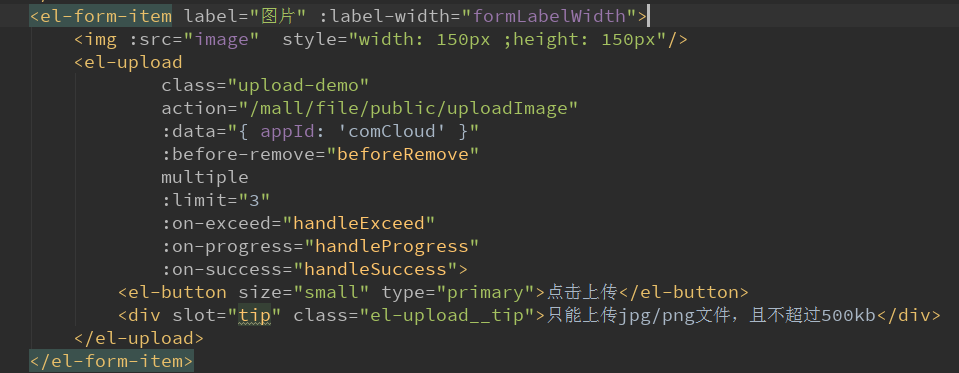 <el-form-item label="图片" :label-width="formLabelWidth">
<img :src="image"  style="width: 150px ;height: 150px"/>
<el-upload
class="upload-demo"
action="/mall/file/public/uploadImage"
:data="{ appId: 'comCloud' }"
:before-remove="beforeRemove"
multiple
:limit="3"
:on-exceed="handleExceed"
:on-progress="handleProgress"
:on-success="handleSuccess">
<el-button size="small" type="primary">点击上传</el-button>
<div slot="tip" class="el-upload__tip">只能上传jpg/png文件，且不超过500kb</div>
</el-upload>
</el-form-item>